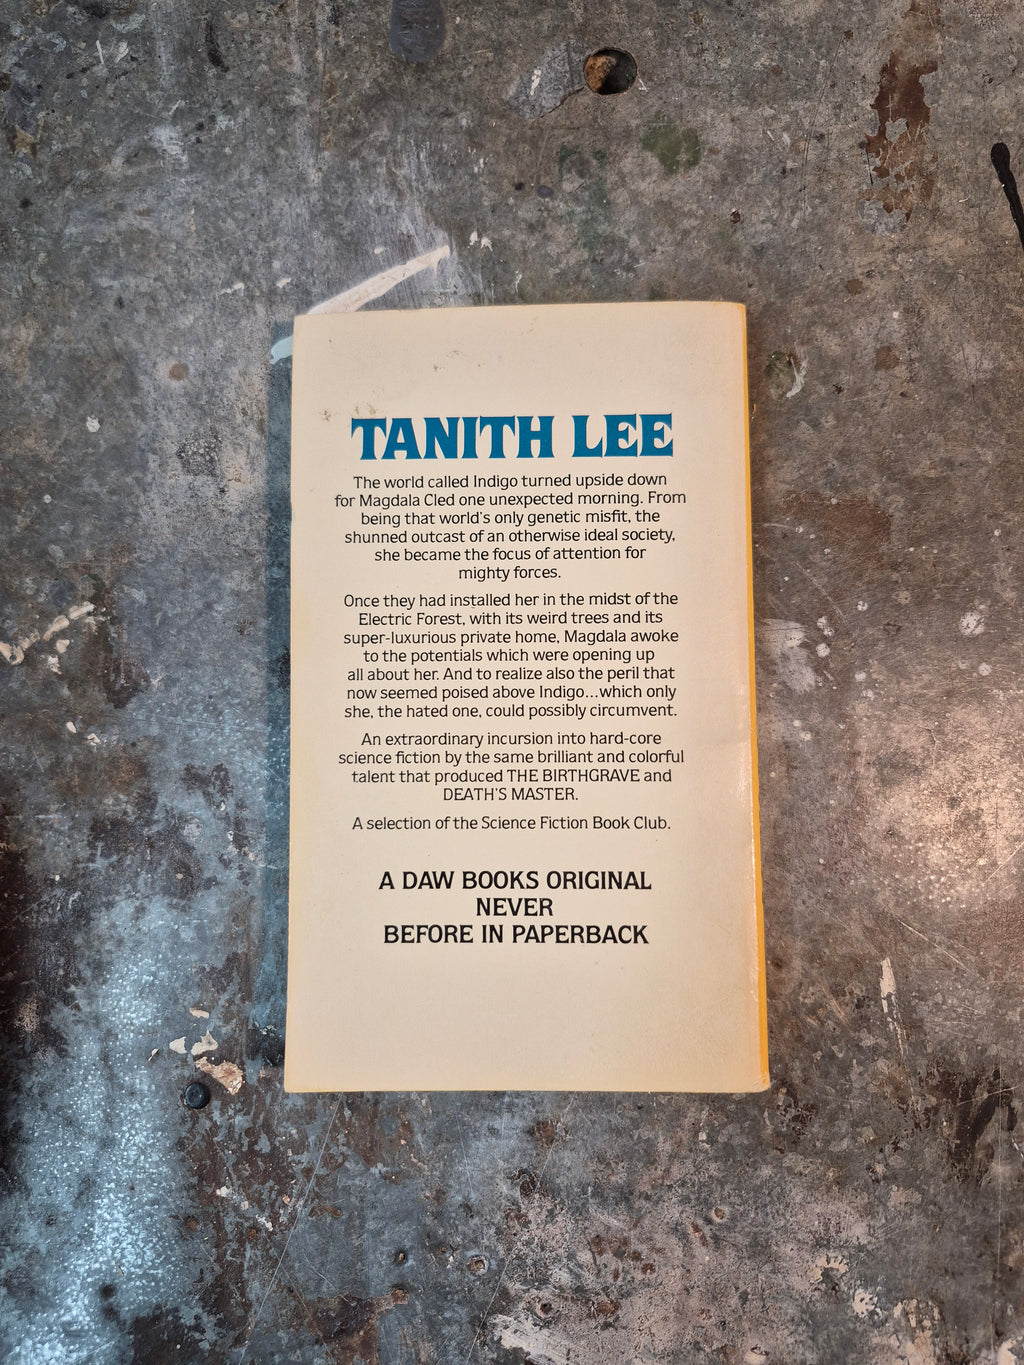 TANITH LEE
The world called Indigo turned upside down
for Magdala Cled one unexpected morning. From
being that world's only genetic misfit, the
shunned outcast of an otherwise ideal society,
she became the focus of attention for
mighty forces.
Once they had installed her in the midst of the
Electric Forest, with its weird trees and its
super-luxurious private home, Magdala awoke
to the potentials which were opening up
all about her. And to realize also the peril that
now seemed poised above Indigo...which only
she, the hated one, could possibly circumvent.
An extraordinary incursion into hard-core
science fiction by the same brilliant and colorful
talent that produced THE BIRTHGRAVE and
DEATH'S MASTER.
A selection of the Science Fiction Book Club.
A DAW BOOKS ORIGINAL
NEVER
BEFORE IN PAPERBACK